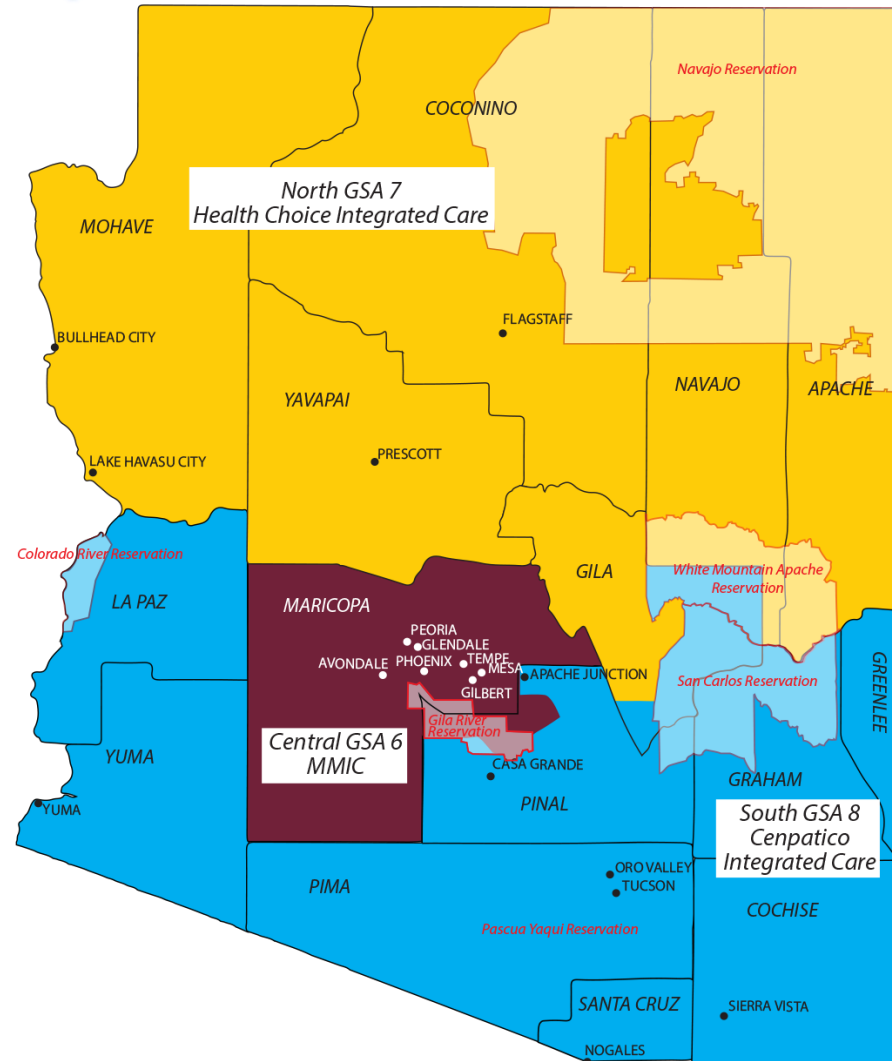 Navajo Reservation
COCONINO
North GSA 7
Health Choice Integrated Care
MOHAVE
FLAGSTAFF
BULLHEAD CITY
NAVAJO
APACHE
YAVAPAI
PRESCOTT
LAKE HAVASU CITY
Colorado River Reservation
White Mountain Apache
Reservation
GILA
LA PAZ
MARICOPA
PEORIA
GLENDALE
TEMPE
PHOENIX
MESA
AVONDALE
APACHE JUNCTION
GILBERT
San Carlos Reservation
GREENLEE
Gila River
Reservation
Central GSA 6
MMIC
YUMA
CASA GRANDE
GRAHAM
YUMA
PINAL
South GSA 8
Cenpatico
Integrated Care
ORO VALLEY
PIMA
TUCSON
COCHISE
Pascua Yaqui Reservation
SANTA CRUZ
SIERRA VISTA
NOGALES